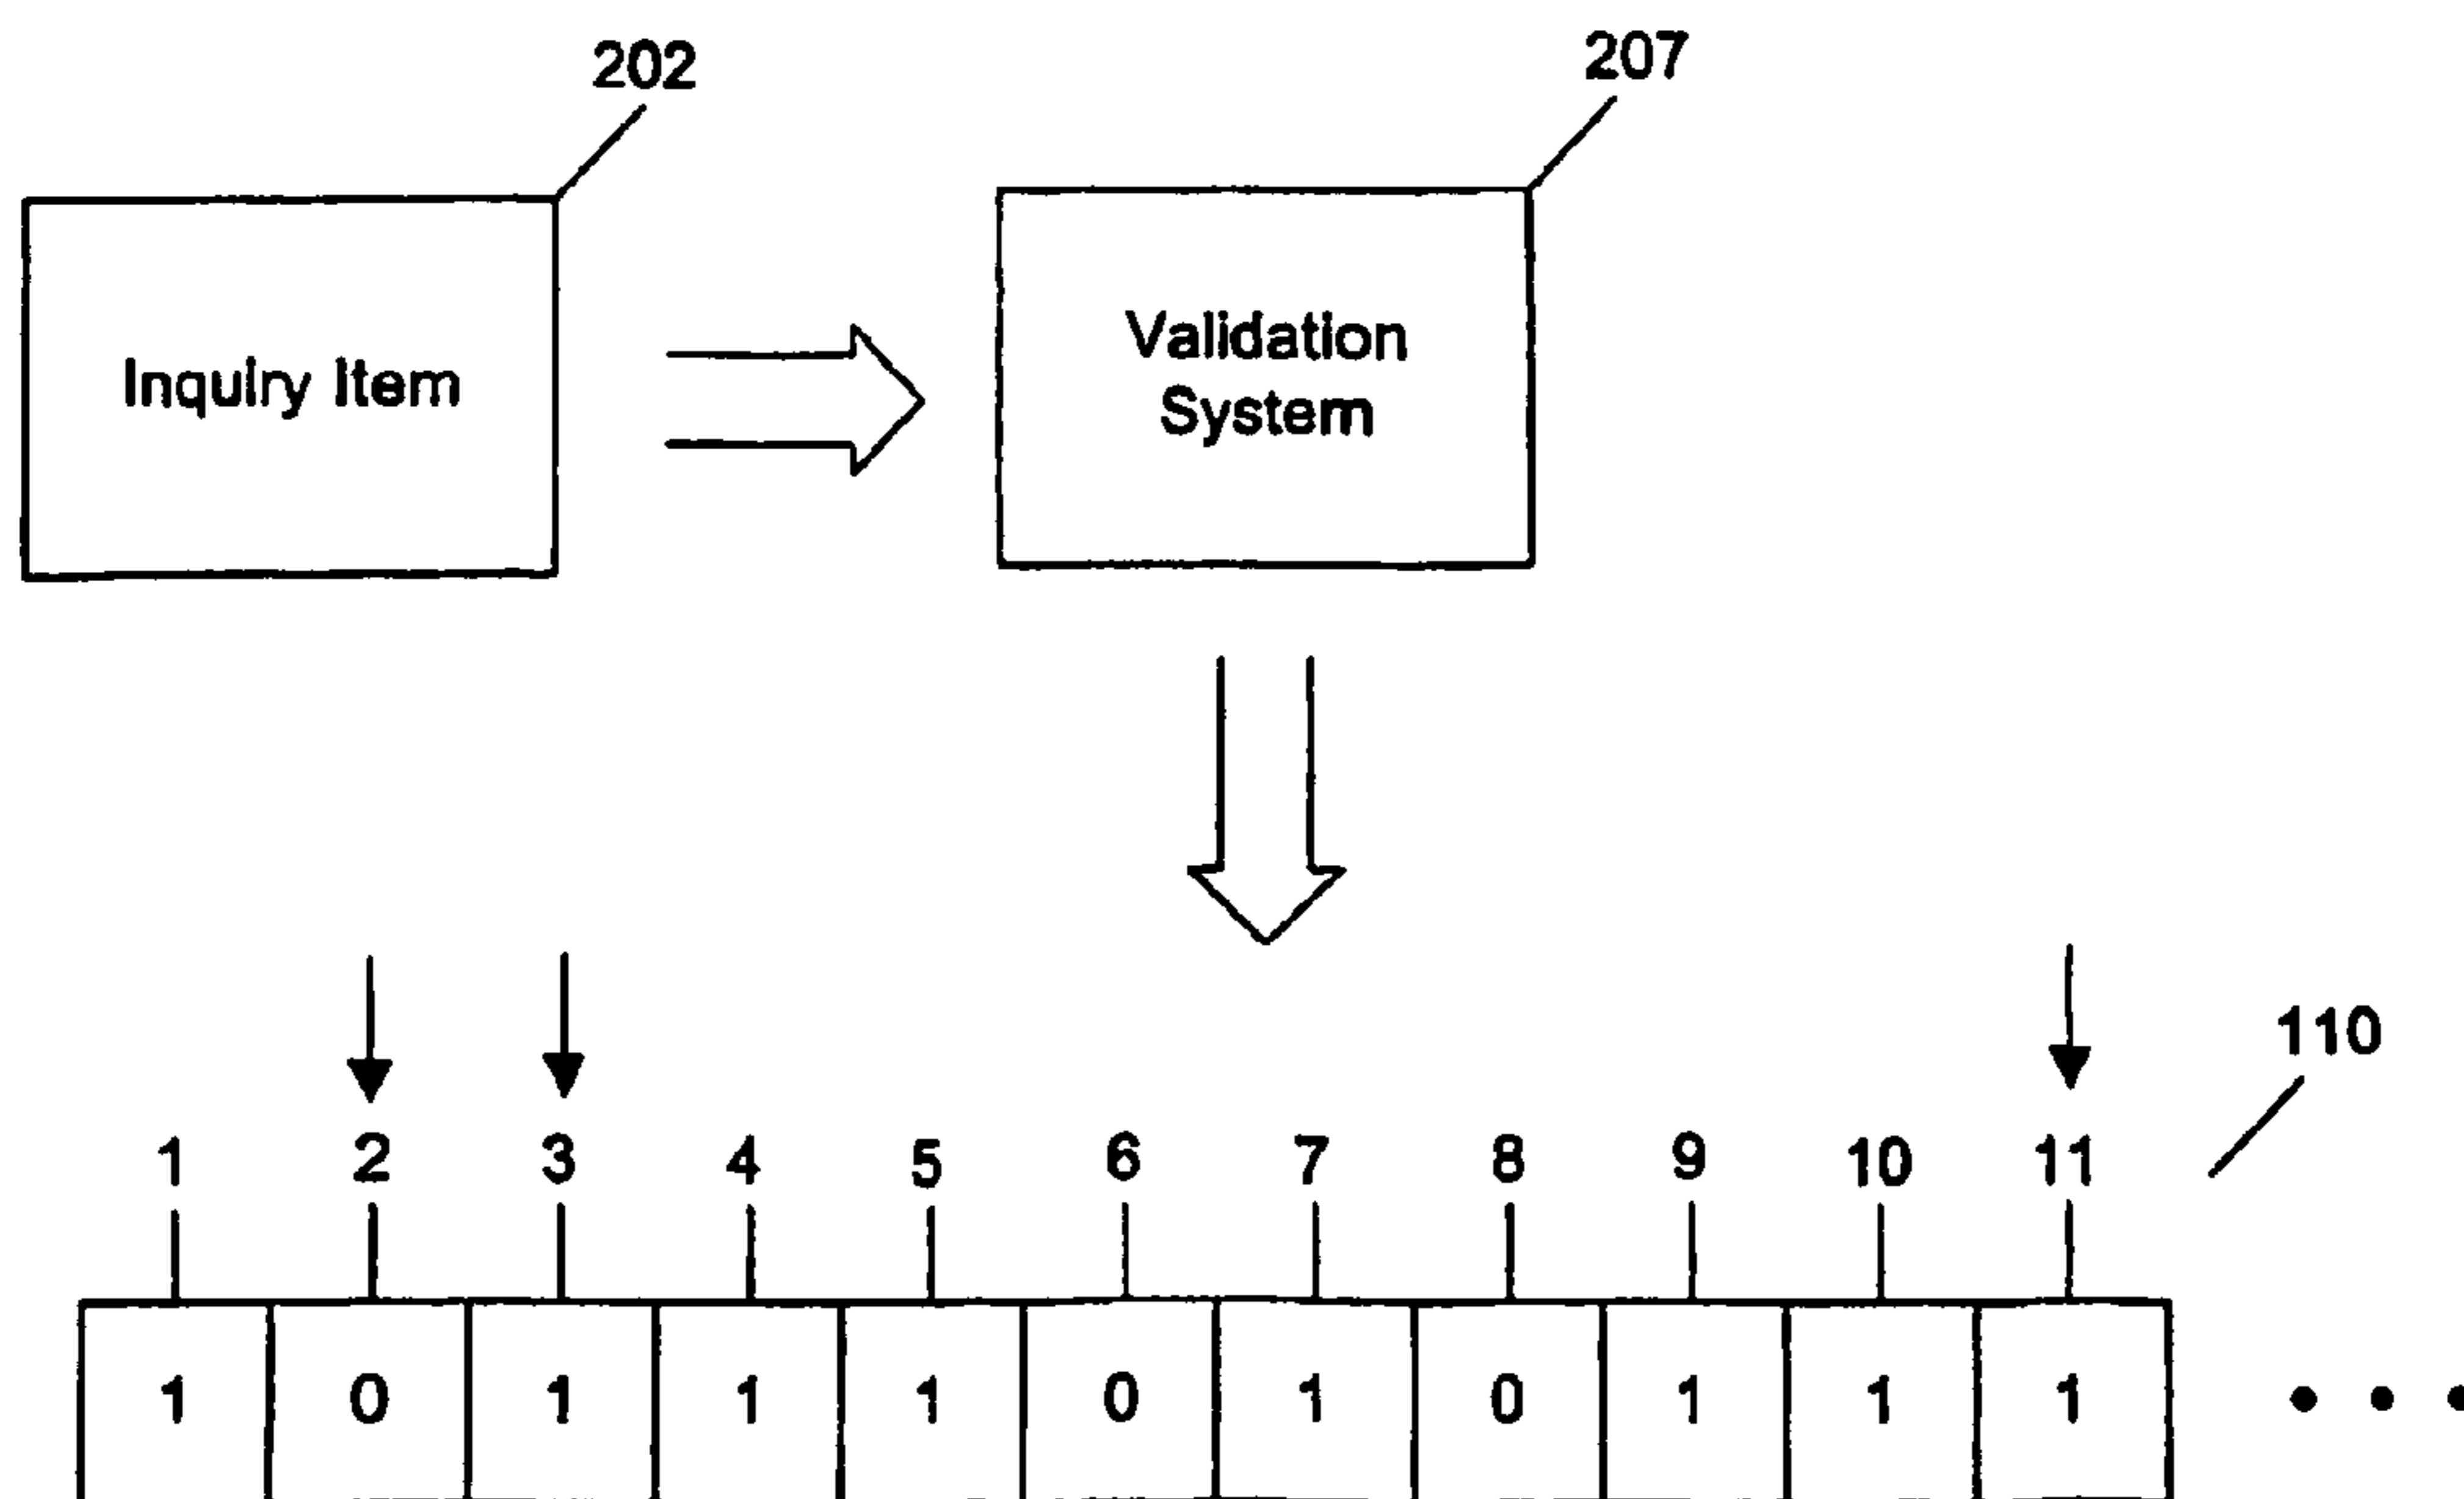 202
207
Inquiry Item
Validation
System
110
1 2 3 4 5 6 7 8 9 10 11
1 0 1 1 1 0 1 0 1 1 1 • • •